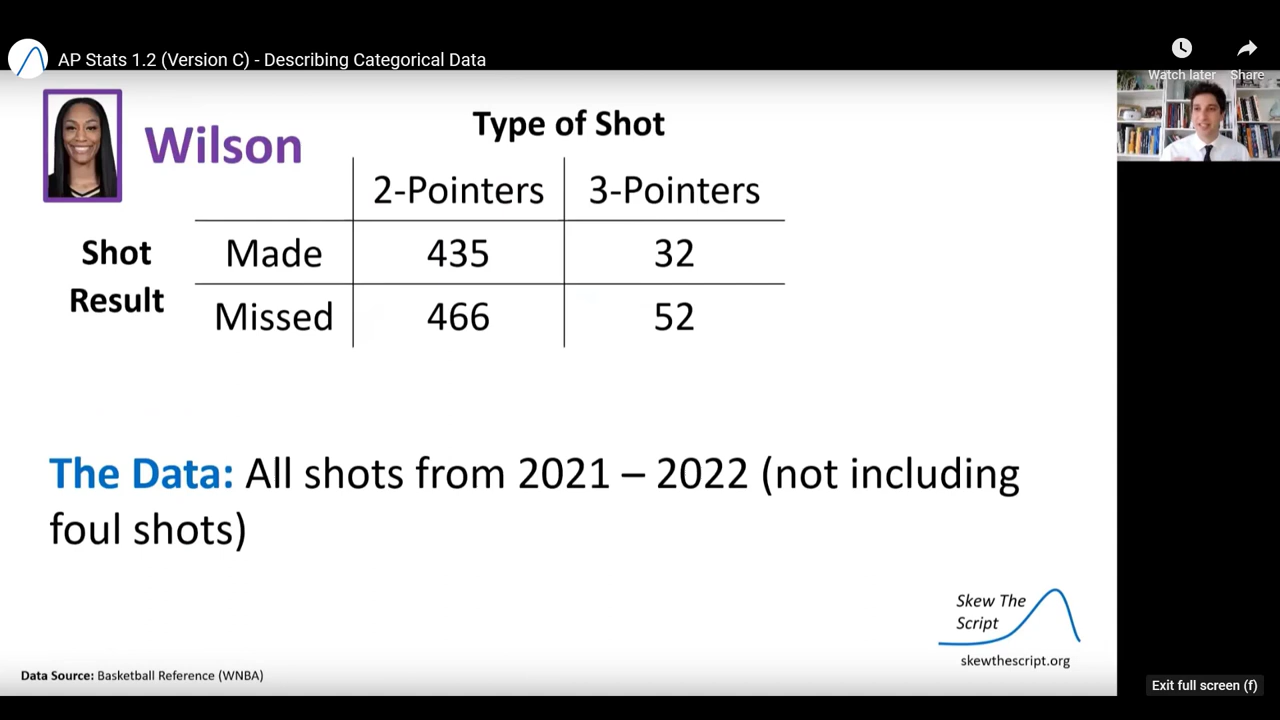 AP Stats 1.2 (Version C) - Describing Categorical Data
Watch later
Share
Wilson
Type of Shot
2-Pointers 3-Pointers
Shot Result
Made 435 32
Missed 466 52
The Data: All shots from 2021 – 2022 (not including
foul shots)
Skew The
Script
skewthescript.org
Data Source: Basketball Reference (WNBA)
Exit full screen (f)